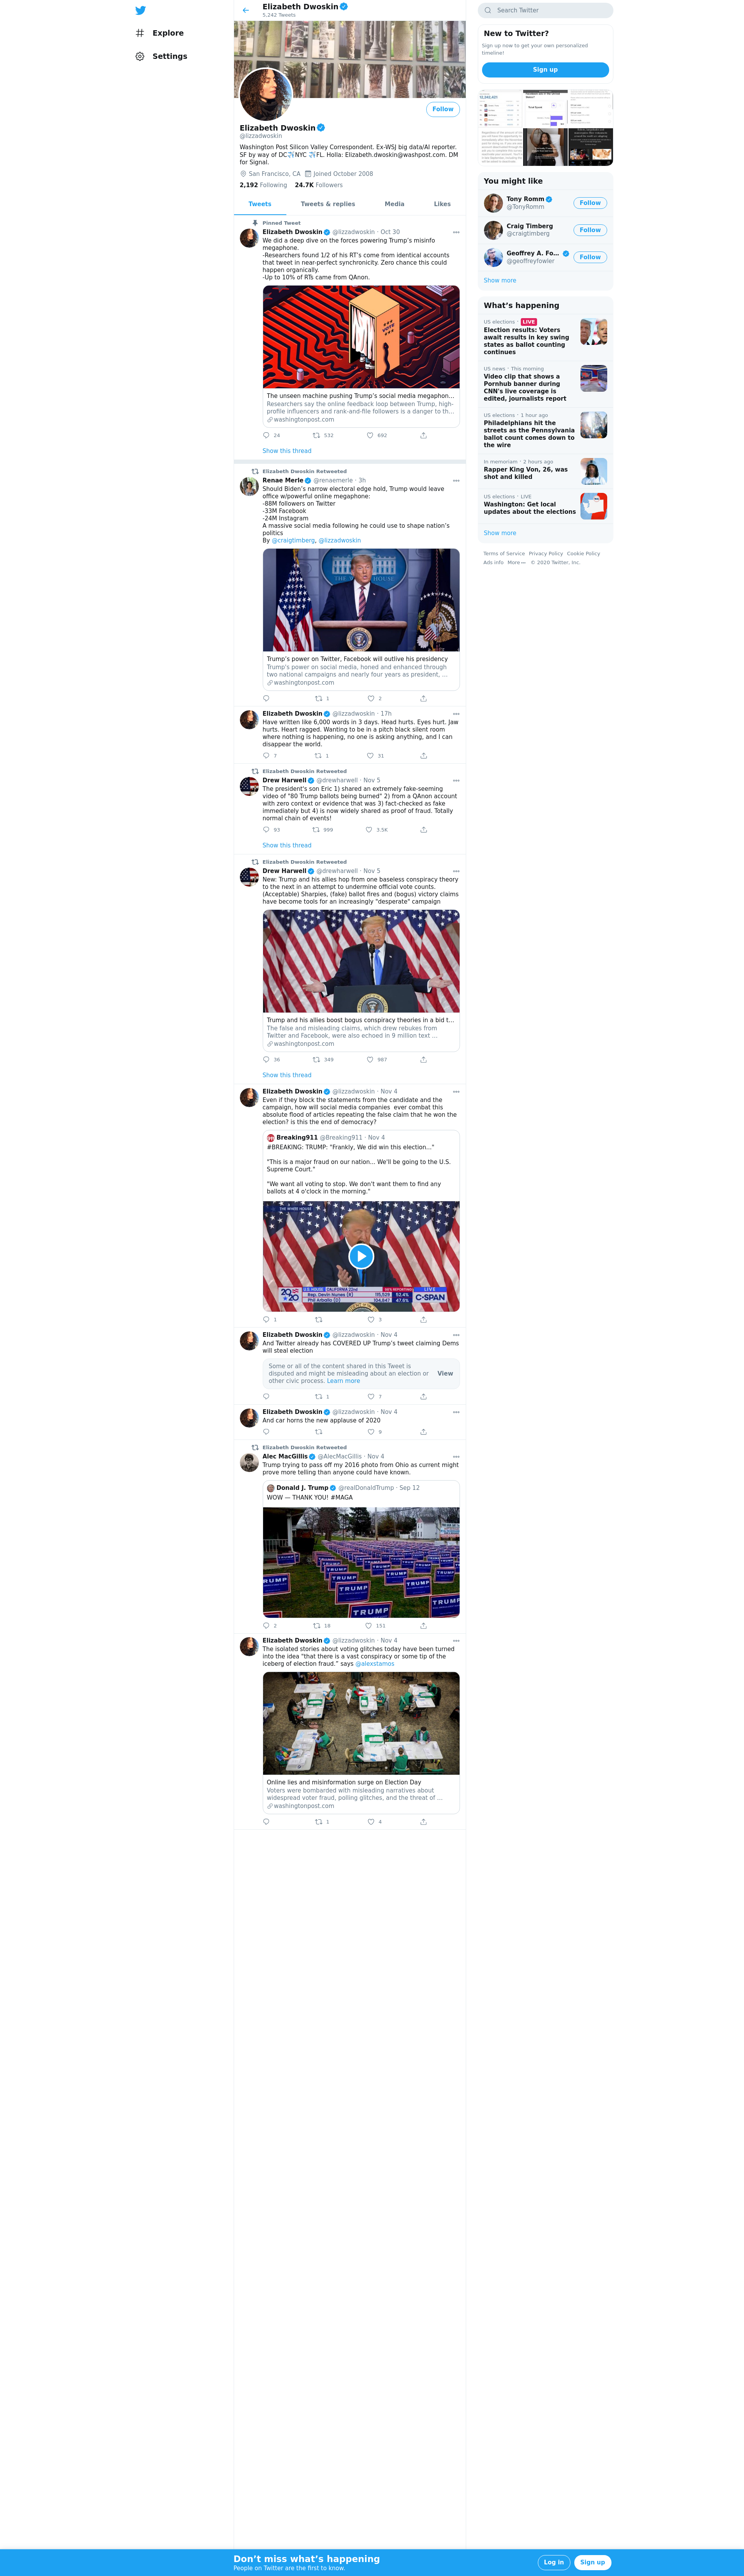 Explore
Settings
Elizabeth Dwoskin
5,242 Tweets
Follow
Elizabeth Dwoskin
@lizzadwoskin
Washington Post Silicon Valley Correspondent. Ex-WSJ big data/AI reporter.
SF by way of DC✈️NYC ✈️FL. Holla: Elizabeth.dwoskin@washpost.com. DM
for Signal.
San Francisco, CA Joined October 2008
2,192 Following 24.7K Followers
Tweets Tweets & replies Media Likes
Pinned Tweet
Elizabeth Dwoskin @lizzadwoskin · Oct 30
We did a deep dive on the forces powering Trump's misinfo
megaphone.
-Researchers found 1/2 of his RT's come from identical accounts
that tweet in near-perfect synchronicity. Zero chance this could
happen organically.
-Up to 10% of RTs came from QAnon.
The unseen machine pushing Trump's social media megaphon…
Researchers say the online feedback loop between Trump, high-
profile influencers and rank-and-file followers is a danger to th…
washingtonpost.com
24 532 692
Show this thread
Elizabeth Dwoskin Retweeted
Renae Merle @renaemerle · 3h
Should Biden's narrow electoral edge hold, Trump would leave
office w/powerful online megaphone:
-88M followers on Twitter
-33M Facebook
-24M Instagram
A massive social media following he could use to shape nation's
politics
By @craigtimberg, @lizzadwoskin
Trump's power on Twitter, Facebook will outlive his presidency
Trump's power on social media, honed and enhanced through
two national campaigns and nearly four years as president, …
washingtonpost.com
1 2
Elizabeth Dwoskin @lizzadwoskin · 17h
Have written like 6,000 words in 3 days. Head hurts. Eyes hurt. Jaw
hurts. Heart ragged. Wanting to be in a pitch black silent room
where nothing is happening, no one is asking anything, and I can
disappear the world.
7 1 31
Elizabeth Dwoskin Retweeted
Drew Harwell @drewharwell · Nov 5
The president's son Eric 1) shared an extremely fake-seeming
video of "80 Trump ballots being burned" 2) from a QAnon account
with zero context or evidence that was 3) fact-checked as fake
immediately but 4) is now widely shared as proof of fraud. Totally
normal chain of events!
93 999 3.5K
Show this thread
Elizabeth Dwoskin Retweeted
Drew Harwell @drewharwell · Nov 5
New: Trump and his allies hop from one baseless conspiracy theory
to the next in an attempt to undermine official vote counts.
(Acceptable) Sharpies, (fake) ballot fires and (bogus) victory claims
have become tools for an increasingly "desperate" campaign
Trump and his allies boost bogus conspiracy theories in a bid t…
The false and misleading claims, which drew rebukes from
Twitter and Facebook, were also echoed in 9 million text …
washingtonpost.com
36 349 987
Show this thread
Elizabeth Dwoskin @lizzadwoskin · Nov 4
Even if they block the statements from the candidate and the
campaign, how will social media companies ever combat this
absolute flood of articles repeating the false claim that he won the
election? is this the end of democracy?
Breaking911 @Breaking911 · Nov 4
#BREAKING: TRUMP: "Frankly, We did win this election…"
"This is a major fraud on our nation... We'll be going to the U.S.
Supreme Court."
"We want all voting to stop. We don't want them to find any
ballots at 4 o'clock in the morning."
THE WHITE HOUSE
2020 U.S. HOUSE CALIFORNIA 22nd LIVE
Rep. Devin Nunes (R) 115,529 52.4%
Phil Arballo (D) 104,847 47.6% C-SPAN
1 3
Elizabeth Dwoskin @lizzadwoskin · Nov 4
And Twitter already has COVERED UP Trump's tweet claiming Dems
will steal election
Some or all of the content shared in this Tweet is
disputed and might be misleading about an election or
other civic process. Learn more
View
1 7
Elizabeth Dwoskin @lizzadwoskin · Nov 4
And car horns the new applause of 2020
9
Elizabeth Dwoskin Retweeted
Alec MacGillis @AlecMacGillis · Nov 4
Trump trying to pass off my 2016 photo from Ohio as current might
prove more telling than anyone could have known.
Donald J. Trump @realDonaldTrump · Sep 12
WOW — THANK YOU! #MAGA
TRUMP
2 18 151
Elizabeth Dwoskin @lizzadwoskin · Nov 4
The isolated stories about voting glitches today have been turned
into the idea "that there is a vast conspiracy or some tip of the
iceberg of election fraud." says @alexstamos
Online lies and misinformation surge on Election Day
Voters were bombarded with misleading narratives about
widespread voter fraud, polling glitches, and the threat of …
washingtonpost.com
1 4
Search Twitter
New to Twitter?
Sign up now to get your own personalized
timeline!
Sign up
You might like
Tony Romm
@TonyRomm
Follow
Craig Timberg
@craigtimberg
Follow
Geoffrey A. Fo…
@geoffreyfowler
Follow
Show more
What's happening
US elections · LIVE
Election results: Voters
await results in key swing
states as ballot counting
continues
US news · This morning
Video clip that shows a
Pornhub banner during
CNN's live coverage is
edited, journalists report
US elections · 1 hour ago
Philadelphians hit the
streets as the Pennsylvania
ballot count comes down to
the wire
In memoriam · 2 hours ago
Rapper King Von, 26, was
shot and killed
US elections · LIVE
Washington: Get local
updates about the elections
Show more
Terms of Service Privacy Policy Cookie Policy
Ads info More © 2020 Twitter, Inc.
Don't miss what's happening
People on Twitter are the first to know.
Log in Sign up